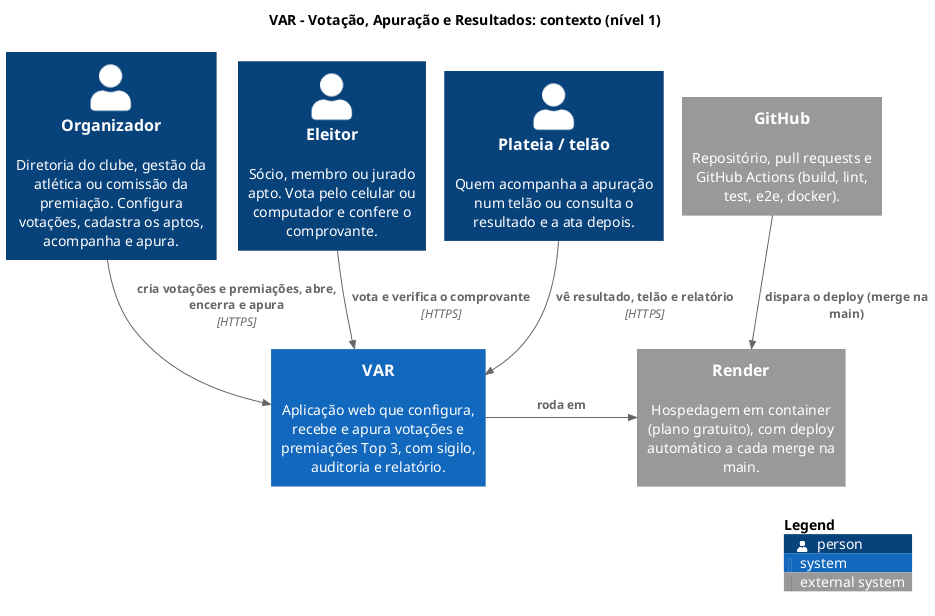 VAR - Votação, Apuração e Resultados: contexto (nível 1)
Organizador
Diretoria do clube, gestão da
atlética ou comissão da
premiação. Configura
votações, cadastra os aptos,
acompanha e apura.
Eleitor
Sócio, membro ou jurado
apto. Vota pelo celular ou
computador e confere o
comprovante.
Plateia / telão
Quem acompanha a apuração
num telão ou consulta o
resultado e a ata depois.
GitHub
Repositório, pull requests e
GitHub Actions (build, lint,
test, e2e, docker).
cria votações e premiações, abre,
encerra e apura
[HTTPS]
vota e verifica o comprovante
[HTTPS]
vê resultado, telão e relatório
[HTTPS]
dispara o deploy (merge na
main)
VAR
Aplicação web que configura,
recebe e apura votações e
premiações Top 3, com sigilo,
auditoria e relatório.
roda em
Render
Hospedagem em container
(plano gratuito), com deploy
automático a cada merge na
main.
Legend
person
system
external system